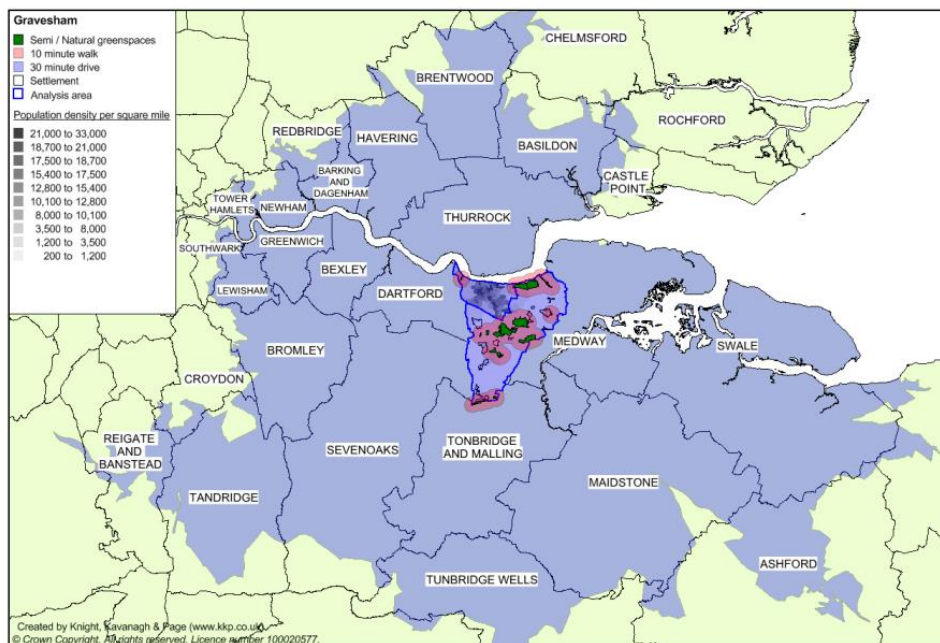 Gravesham
Semi / Natural greenspaces
10 minute walk
30 minute drive
Settlement
Analysis area
Population density per square mile
21,000 to 33,000
18,700 to 21,000
17,500 to 18,700
15,400 to 17,500
12,800 to 15,400
10,100 to 12,800
8,000 to 10,100
3,500 to 8,000
1,200 to 3,500
200 to 1,200
CHELMSFORD
BRENTWOOD
ROCHFORD
REDBRIDGE
HAVERING
BASILDON
BARKING
AND
DAGENHAM
CASTLE
POINT
TOWER
HAMLETS
NEWHAM
THURROCK
SOUTHWARK
GREENWICH
BEXLEY
LEWISHAM
DARTFORD
BROMLEY
MEDWAY
SWALE
CROYDON
REIGATE
AND
BANSTEAD
SEVENOAKS
TONBRIDGE
AND MALLING
MAIDSTONE
TANDRIDGE
ASHFORD
TUNBRIDGE WELLS
Created by Knight, Kavanagh & Page (www.kkp.co.uk).
© Crown Copyright. All rights reserved. Licence number 100020577.